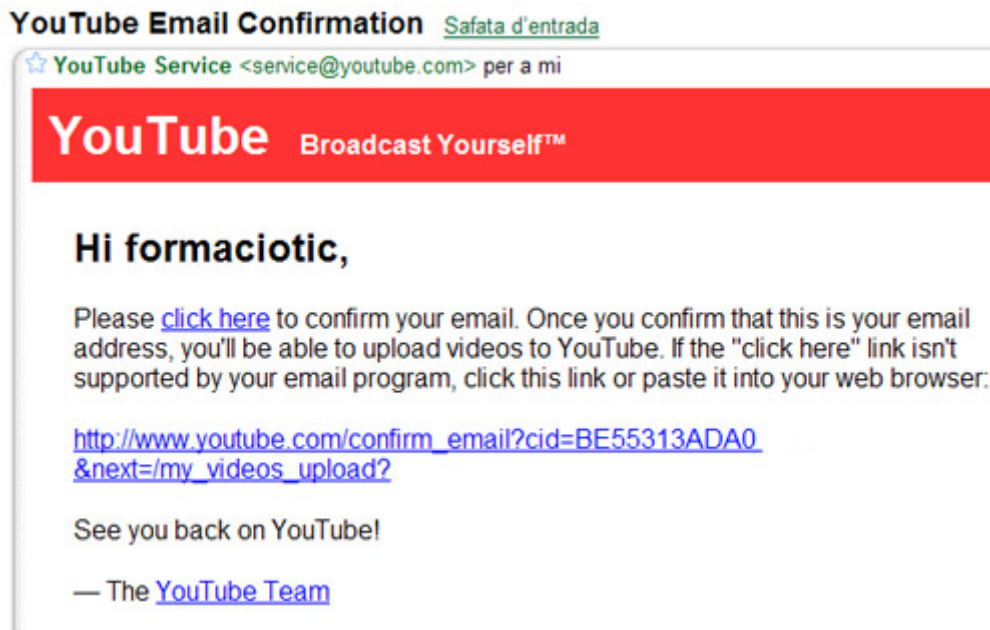 YouTube Email Confirmation Safata d'entrada
YouTube Service <service@youtube.com> per a mi
YouTube Broadcast Yourself™
Hi formaciotic,
Please click here to confirm your email. Once you confirm that this is your email
address, you'll be able to upload videos to YouTube. If the "click here" link isn't
supported by your email program, click this link or paste it into your web browser:
http://www.youtube.com/confirm_email?cid=BE55313ADA0
&next=/my_videos_upload?
See you back on YouTube!
— The YouTube Team